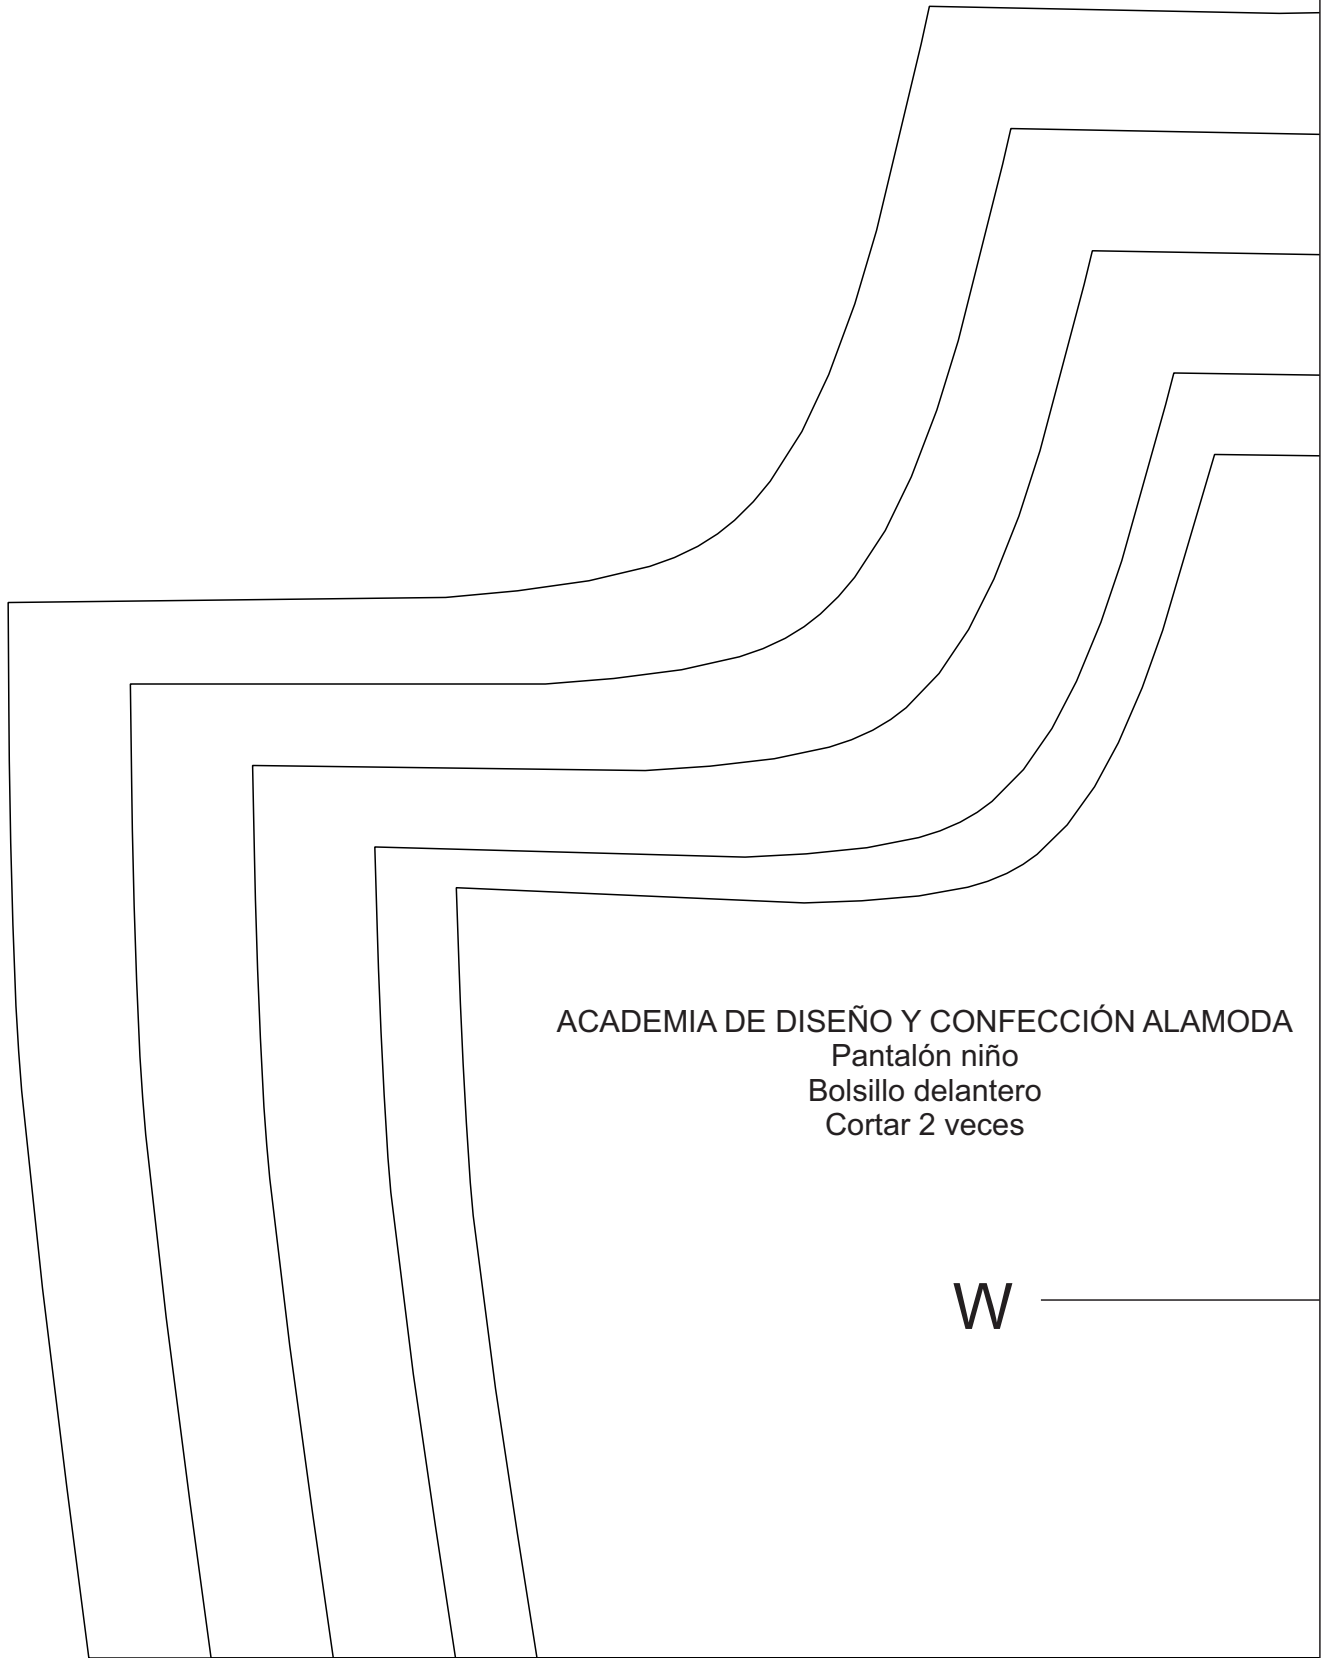 ACADEMIA DE DISEÑO Y CONFECCIÓN ALAMODA
Pantalón niño
Bolsillo delantero
Cortar 2 veces
W